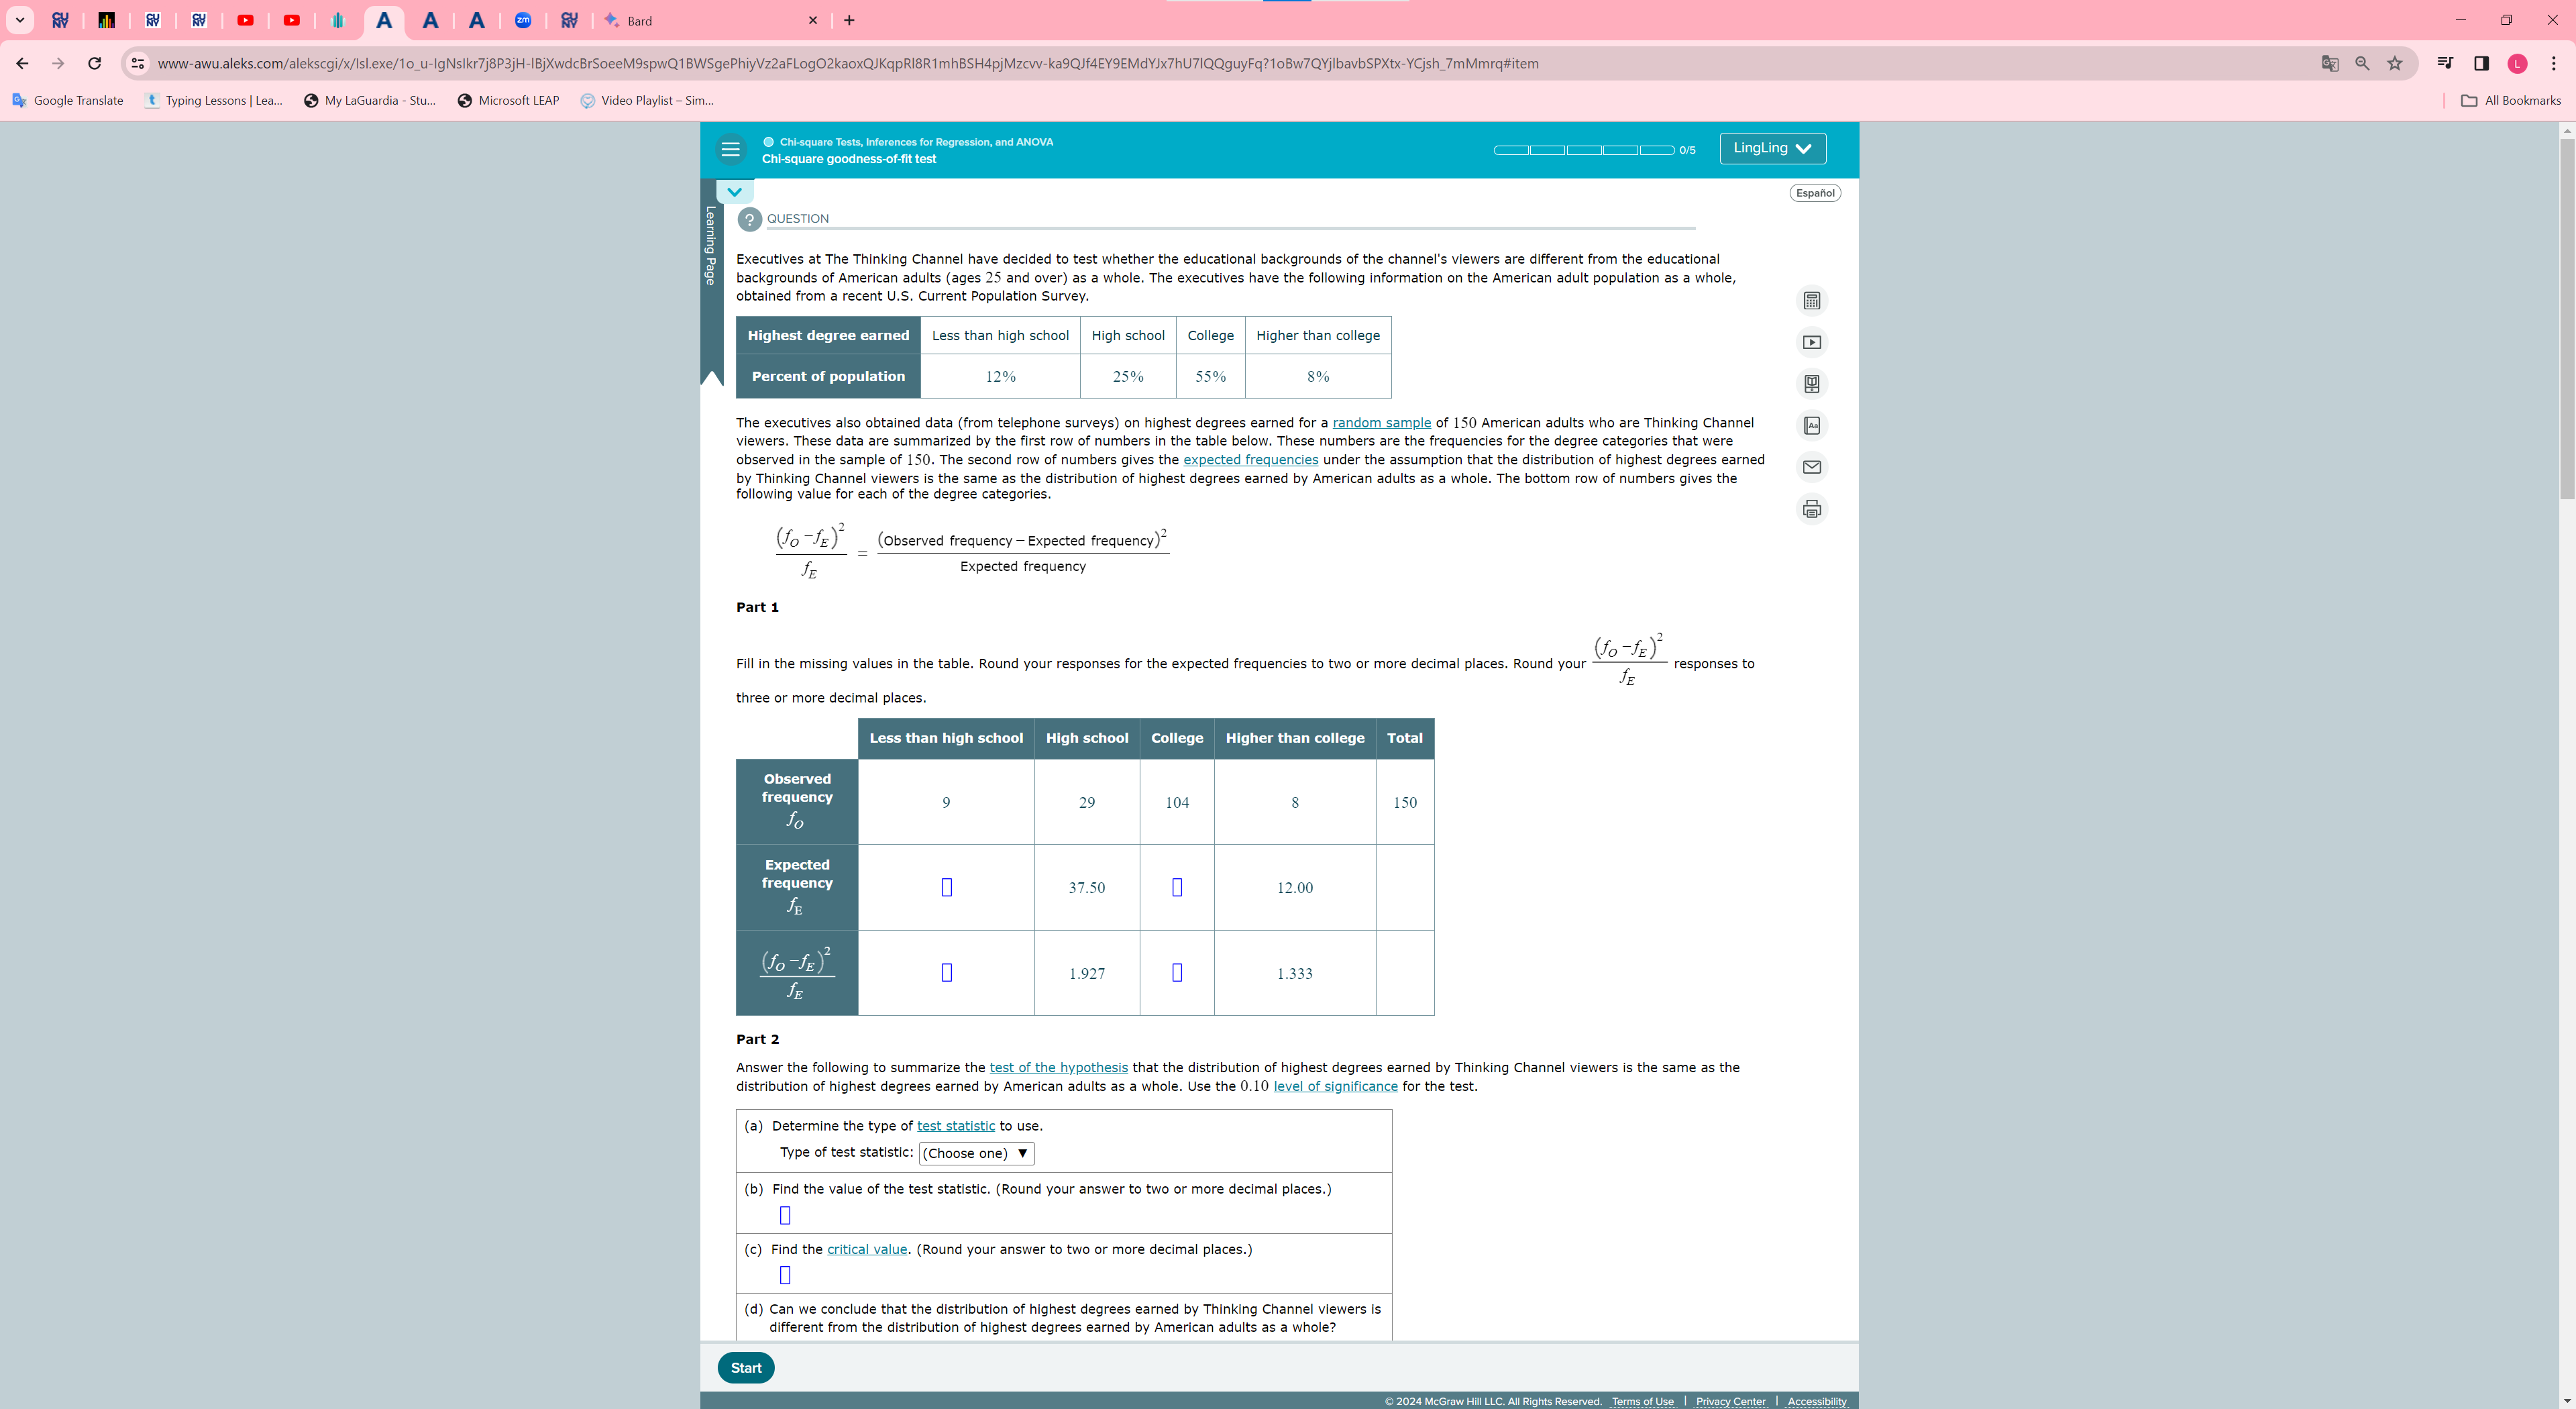 Bard
www-awu.aleks.com/alekscgi/x/Isl.exe/1o_u-IgNsIkr7j8P3jH-IBjXwdcBrSoeeM9spwQ1BWSgePhiyVz2aFLogO2kaoxQJKqpRl8R1mhBSH4pjMzcvv-ka9QJf4EY9EMdYJx7hU7lQQguyFq?1oBw7QYjlbavbSPXtx-YCjsh_7mMmrq#item
Google Translate Typing Lessons | Lea... My LaGuardia - Stu... Microsoft LEAP Video Playlist – Sim... All Bookmarks
Chi-square Tests, Inferences for Regression, and ANOVA
Chi-square goodness-of-fit test
0/5 LingLing
Español
Learning Page
QUESTION
Executives at The Thinking Channel have decided to test whether the educational backgrounds of the channel's viewers are different from the educational
backgrounds of American adults (ages 25 and over) as a whole. The executives have the following information on the American adult population as a whole,
obtained from a recent U.S. Current Population Survey.
Highest degree earned Less than high school High school College Higher than college
Percent of population 12% 25% 55% 8%
The executives also obtained data (from telephone surveys) on highest degrees earned for a random sample of 150 American adults who are Thinking Channel
viewers. These data are summarized by the first row of numbers in the table below. These numbers are the frequencies for the degree categories that were
observed in the sample of 150. The second row of numbers gives the expected frequencies under the assumption that the distribution of highest degrees earned
by Thinking Channel viewers is the same as the distribution of highest degrees earned by American adults as a whole. The bottom row of numbers gives the
following value for each of the degree categories.
(fO − fE)² / fE = (Observed frequency − Expected frequency)² / Expected frequency
Part 1
Fill in the missing values in the table. Round your responses for the expected frequencies to two or more decimal places. Round your (fO − fE)² / fE responses to
three or more decimal places.
Less than high school High school College Higher than college Total
Observed frequency fO 9 29 104 8 150
Expected frequency fE 37.50 12.00
(fO − fE)² / fE 1.927 1.333
Part 2
Answer the following to summarize the test of the hypothesis that the distribution of highest degrees earned by Thinking Channel viewers is the same as the
distribution of highest degrees earned by American adults as a whole. Use the 0.10 level of significance for the test.
(a) Determine the type of test statistic to use.
Type of test statistic: (Choose one) ▼
(b) Find the value of the test statistic. (Round your answer to two or more decimal places.)
(c) Find the critical value. (Round your answer to two or more decimal places.)
(d) Can we conclude that the distribution of highest degrees earned by Thinking Channel viewers is
different from the distribution of highest degrees earned by American adults as a whole?
Start
© 2024 McGraw Hill LLC. All Rights Reserved. Terms of Use | Privacy Center | Accessibility